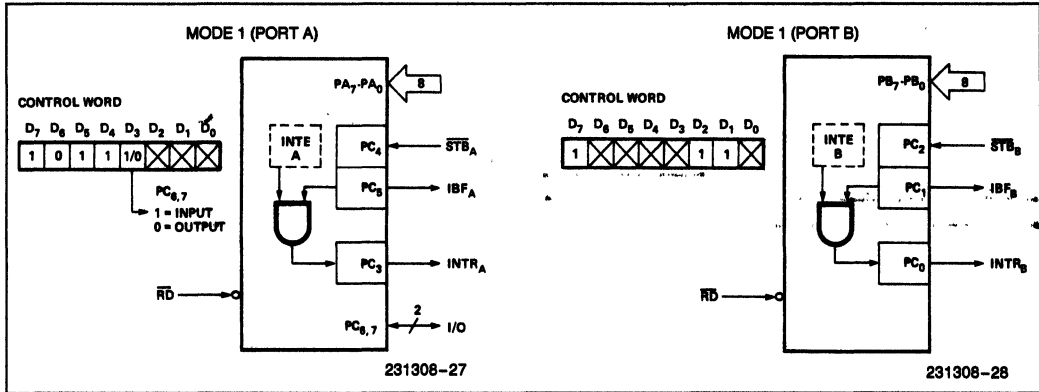 MODE 1 (PORT A)
PA7-PA0
8
CONTROL WORD
D7 D6 D5 D4 D3 D2 D1 D0
1 0 1 1 1/0
PC6,7
1 = INPUT
0 = OUTPUT
INTE
A
PC4
STBA
PC5
IBFA
PC3
INTRA
RD
PC6,7
2
I/O
231308-27
MODE 1 (PORT B)
PB7-PB0
8
CONTROL WORD
D7 D6 D5 D4 D3 D2 D1 D0
1 1 1
INTE
B
PC2
STBB
PC1
IBFB
PC0
INTRB
RD
231308-28